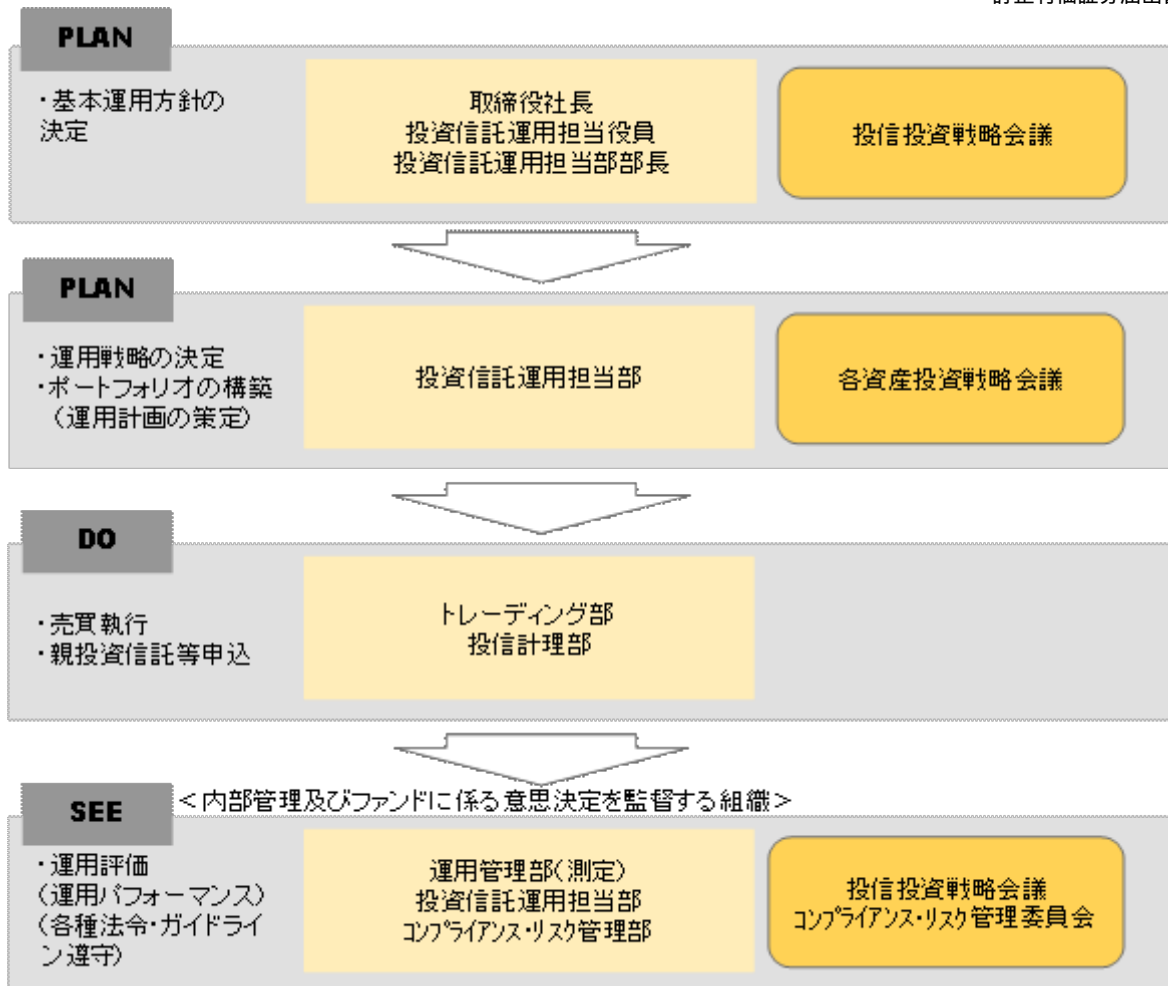 PLAN
・基本運用方針の
決定
取締役社長
投資信託運用担当役員
投資信託運用担当部部長
投信投資戦略会議
PLAN
・運用戦略の決定
・ポートフォリオの構築
（運用計画の策定）
投資信託運用担当部
各資産投資戦略会議
DO
・売買執行
・親投資信託等申込
トレーディング部
投信計理部
SEE
＜内部管理及びファンドに係る意思決定を監督する組織＞
・運用評価
（運用パフォーマンス）
（各種法令・ガイドライ
ン遵守）
運用管理部（測定）
投資信託運用担当部
コンプライアンス・リスク管理部
投信投資戦略会議
コンプライアンス・リスク管理委員会